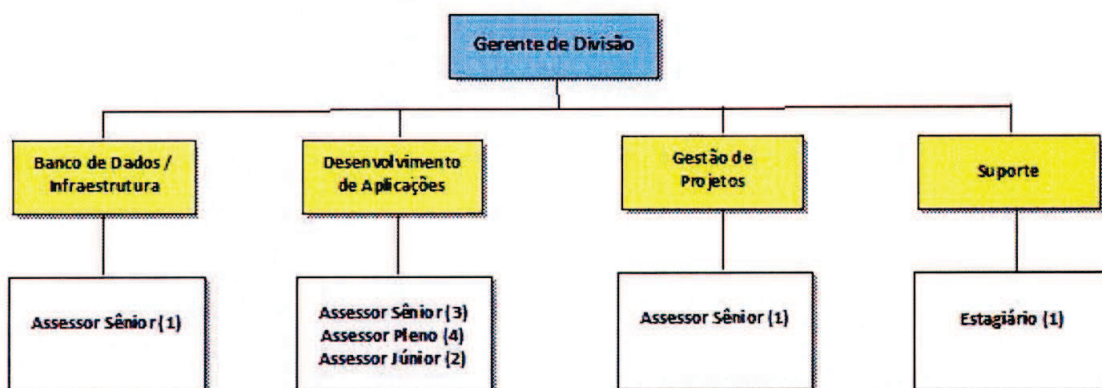 Gerente de Divisão
Banco de Dados /
Infraestrutura
Desenvolvimento
de Aplicações
Gestão de
Projetos
Suporte
Assessor Sênior (1)
Assessor Sênior (3)
Assessor Pleno (4)
Assessor Júnior (2)
Assessor Sênior (1)
Estagiário (1)